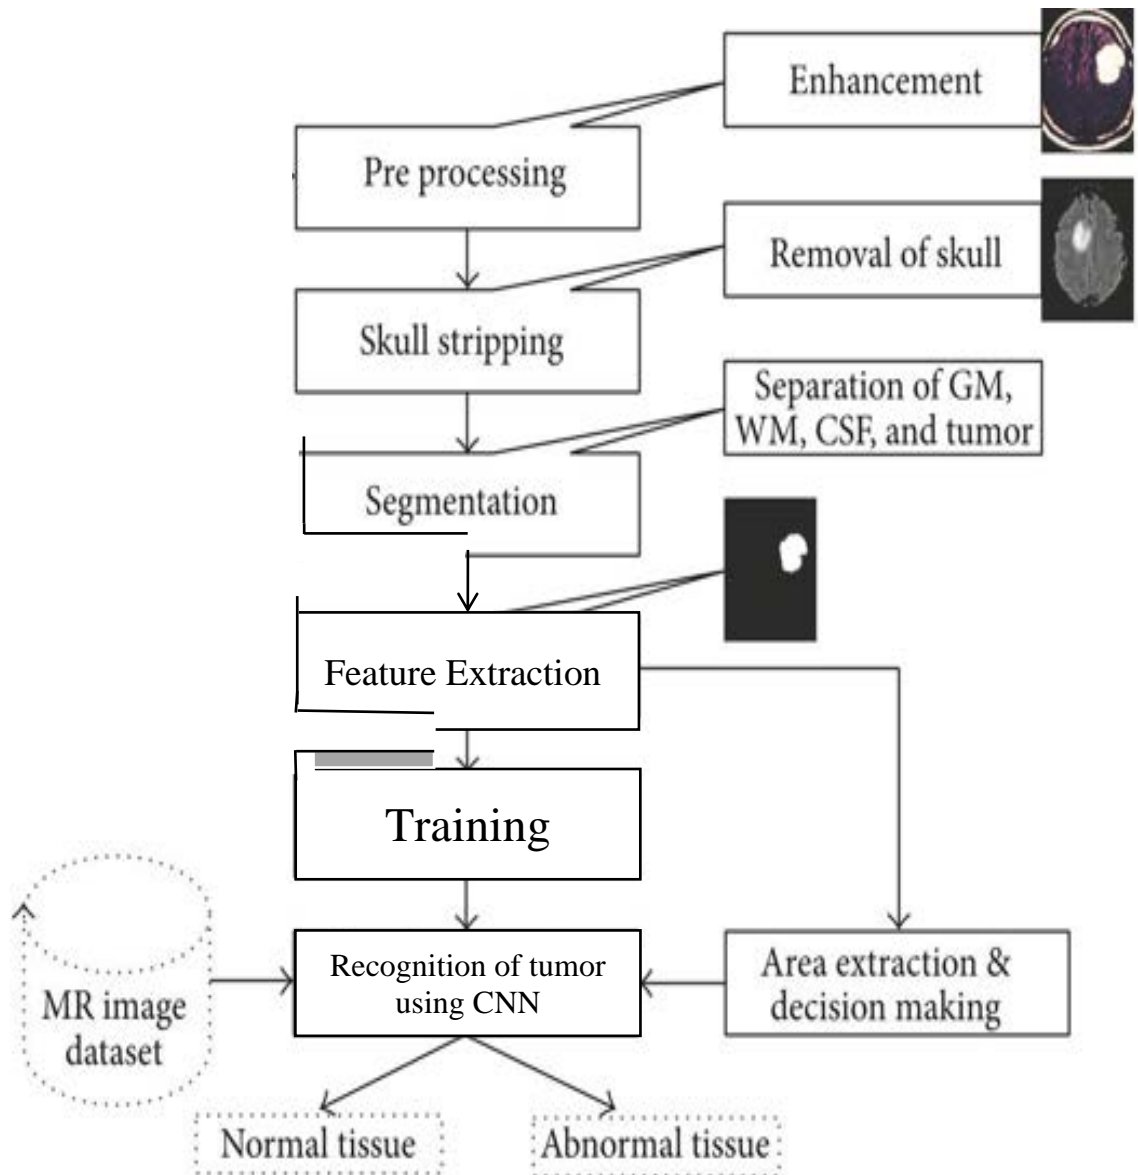 Enhancement
Pre processing
Removal of skull
Skull stripping
Separation of GM,
WM, CSF, and tumor
Segmentation
Feature Extraction
Training
MR image
dataset
Recognition of tumor
using CNN
Area extraction &
decision making
Normal tissue
Abnormal tissue